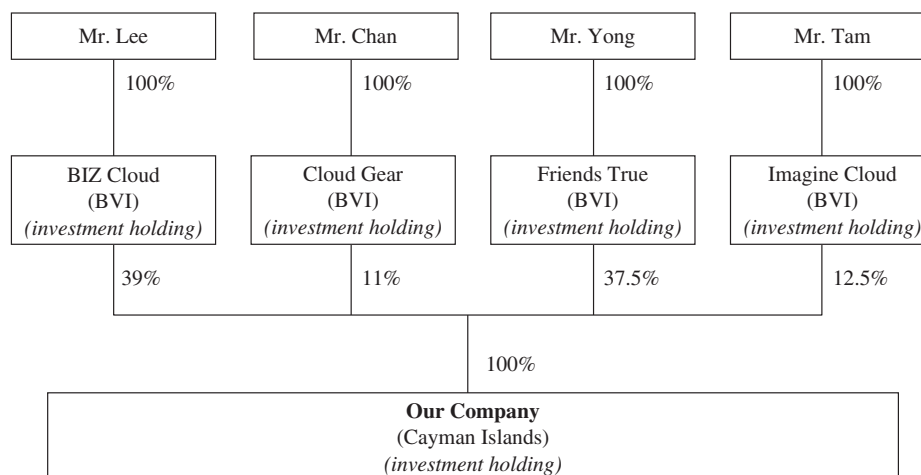 Mr. Lee
Mr. Chan
Mr. Yong
Mr. Tam
100%
100%
100%
100%
BIZ Cloud
(BVI)
(investment holding)
Cloud Gear
(BVI)
(investment holding)
Friends True
(BVI)
(investment holding)
Imagine Cloud
(BVI)
(investment holding)
39%
11%
37.5%
12.5%
100%
Our Company
(Cayman Islands)
(investment holding)